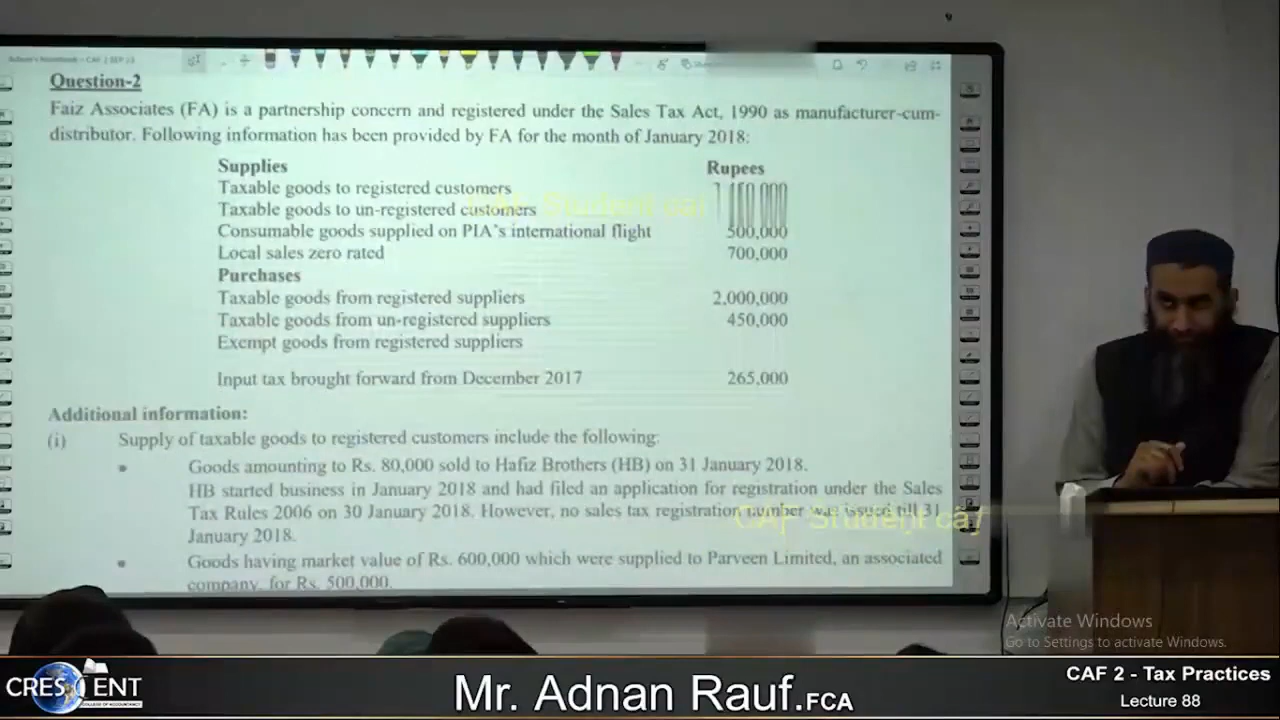 Question-2
Faiz Associates (FA) is a partnership concern and registered under the Sales Tax Act, 1990 as manufacturer-cum-
distributor. Following information has been provided by FA for the month of January 2018:
Supplies Rupees
Taxable goods to registered customers
Taxable goods to un-registered customers
Consumable goods supplied on PIA's international flight 500,000
Local sales zero rated 700,000
Purchases
Taxable goods from registered suppliers 2,000,000
Taxable goods from un-registered suppliers 450,000
Exempt goods from registered suppliers
Input tax brought forward from December 2017 265,000
Additional information:
(i) Supply of taxable goods to registered customers include the following:
• Goods amounting to Rs. 80,000 sold to Hafiz Brothers (HB) on 31 January 2018.
HB started business in January 2018 and had filed an application for registration under the Sales
Tax Rules 2006 on 30 January 2018. However, no sales tax registration number was issued till 31
January 2018.
• Goods having market value of Rs. 600,000 which were supplied to Parveen Limited, an associated
company, for Rs. 500,000.
Activate Windows
Go to Settings to activate Windows.
CRESCENT
COLLEGE OF ACCOUNTANCY
Mr. Adnan Rauf.FCA
CAF 2 - Tax Practices
Lecture 88